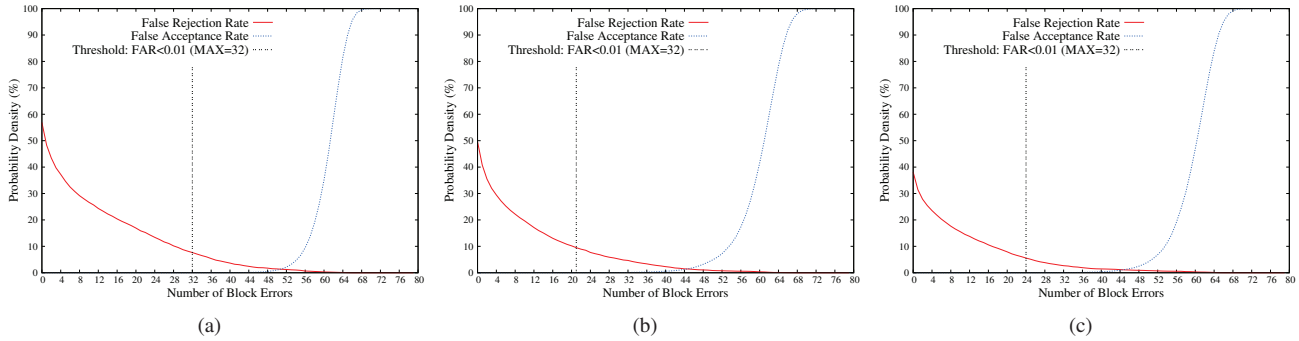 100
90
80
70
60
50
40
30
20
10
0
Probability Density (%)
False Rejection Rate
False Acceptance Rate
Threshold: FAR<0.01 (MAX=32)
0 4 8 12 16 20 24 28 32 36 40 44 48 52 56 60 64 68 72 76 80
Number of Block Errors
(a)
100
90
80
70
60
50
40
30
20
10
0
Probability Density (%)
False Rejection Rate
False Acceptance Rate
Threshold: FAR<0.01 (MAX=32)
0 4 8 12 16 20 24 28 32 36 40 44 48 52 56 60 64 68 72 76 80
Number of Block Errors
(b)
100
90
80
70
60
50
40
30
20
10
0
Probability Density (%)
False Rejection Rate
False Acceptance Rate
Threshold: FAR<0.01 (MAX=32)
0 4 8 12 16 20 24 28 32 36 40 44 48 52 56 60 64 68 72 76 80
Number of Block Errors
(c)